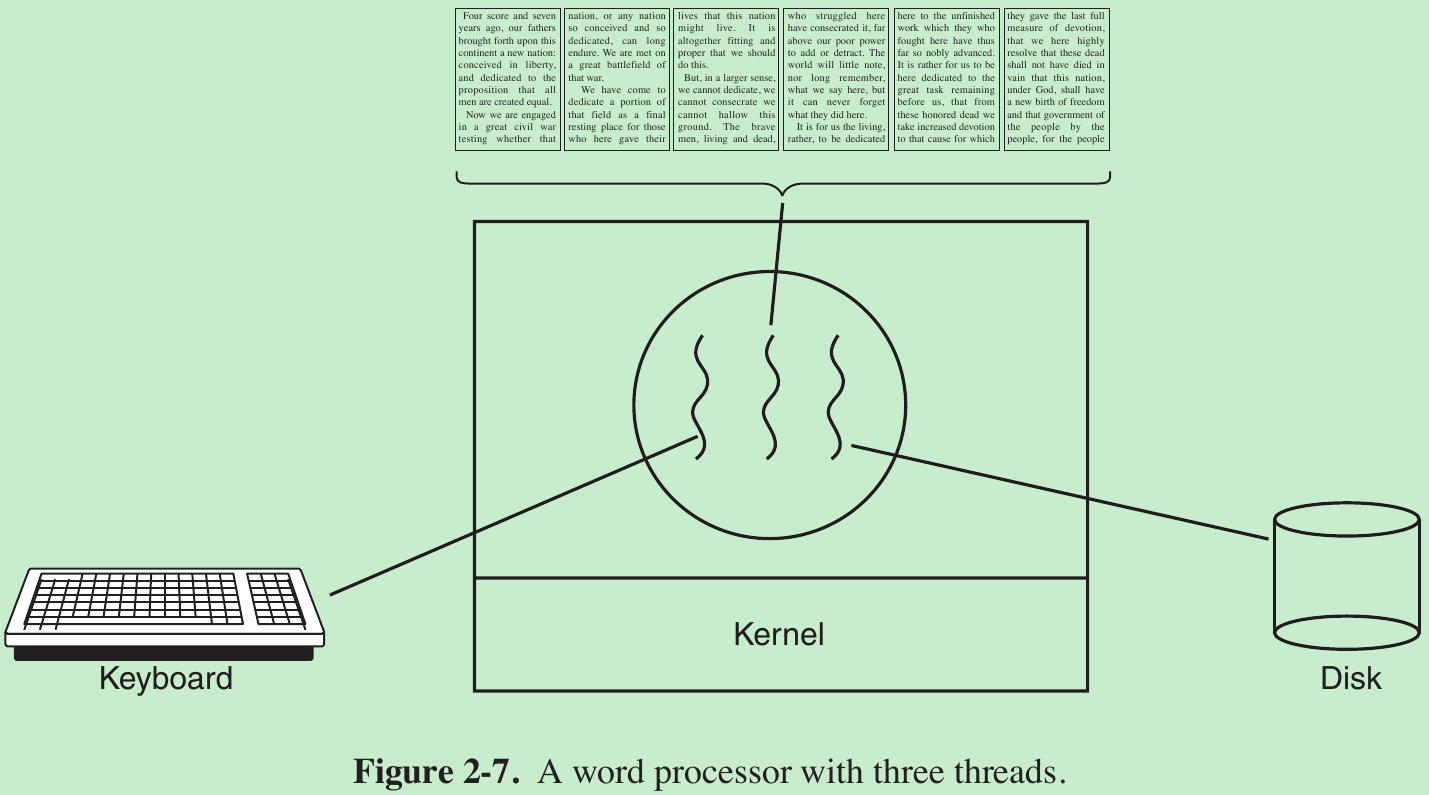 Four score and seven
years ago, our fathers
brought forth upon this
continent a new nation:
conceived in liberty,
and dedicated to the
proposition that all
men are created equal.
Now we are engaged
in a great civil war
testing whether that
nation, or any nation
so conceived and so
dedicated, can long
endure. We are met on
a great battlefield of
that war.
We have come to
dedicate a portion of
that field as a final
resting place for those
who here gave their
lives that this nation
might live. It is
altogether fitting and
proper that we should
do this.
But, in a larger sense,
we cannot dedicate, we
cannot consecrate we
cannot hallow this
ground. The brave
men, living and dead,
who struggled here
have consecrated it, far
above our poor power
to add or detract. The
world will little note,
nor long remember,
what we say here, but
it can never forget
what they did here.
It is for us the living,
rather, to be dedicated
here to the unfinished
work which they who
fought here have thus
far so nobly advanced.
It is rather for us to be
here dedicated to the
great task remaining
before us, that from
these honored dead we
take increased devotion
to that cause for which
they gave the last full
measure of devotion,
that we here highly
resolve that these dead
shall not have died in
vain that this nation,
under God, shall have
a new birth of freedom
and that government of
the people by the
people, for the people
Kernel
Keyboard
Disk
Figure 2-7. A word processor with three threads.